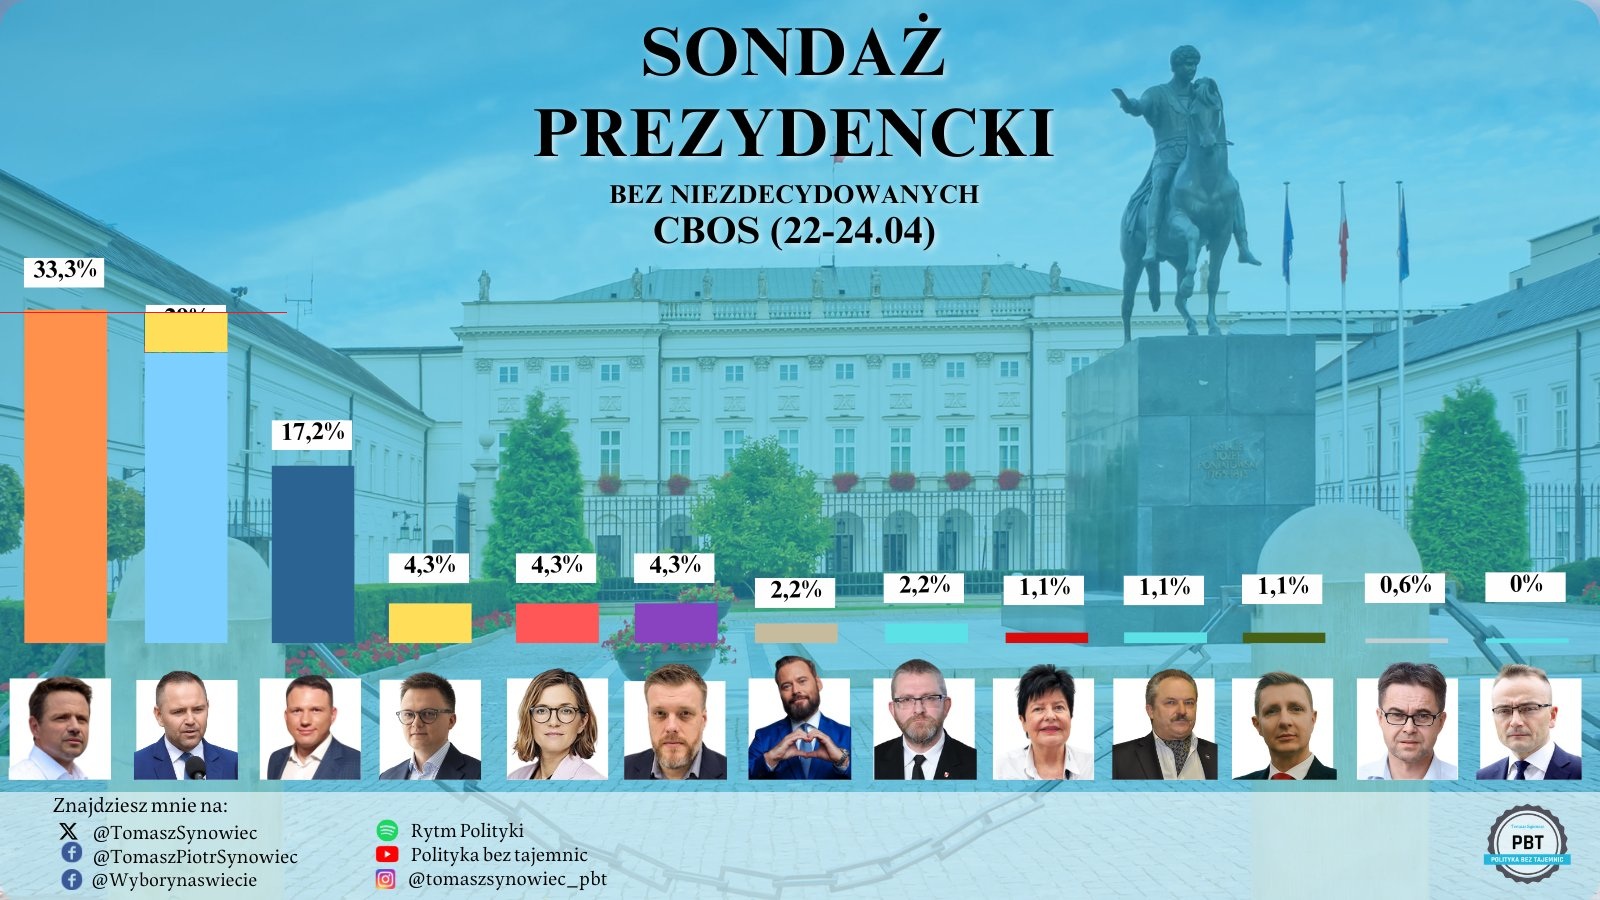 SONDAŻ
PREZYDENCKI
BEZ NIEZDECYDOWANYCH
CBOS (22-24.04)
33,3%
17,2%
4,3%
4,3%
4,3%
2,2%
2,2%
1,1%
1,1%
1,1%
0,6%
0%
Znajdziesz mnie na:
@TomaszSynowiec
@TomaszPiotrSynowiec
@Wyborynaswiecie
Rytm Polityki
Polityka bez tajemnic
@tomaszsynowiec_pbt
PBT
POLITYKA BEZ TAJEMNIC